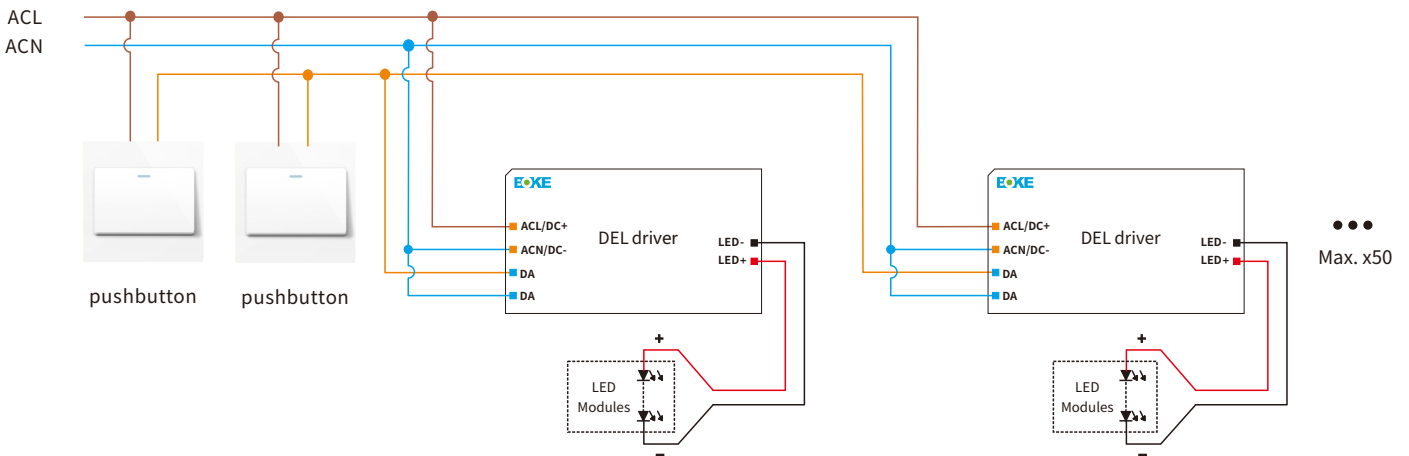 ACL
ACN
pushbutton
pushbutton
EOKE
ACL/DC+
ACN/DC-
DA
DA
DEL driver
LED-
LED+
+
LED
Modules
-
EOKE
ACL/DC+
ACN/DC-
DA
DA
DEL driver
LED-
LED+
+
LED
Modules
-
•••
Max. x50